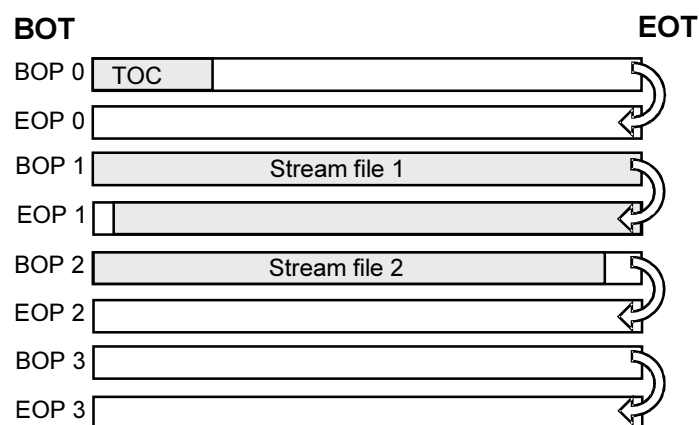 BOT EOT
BOP 0 TOC
EOP 0
BOP 1 Stream file 1
EOP 1
BOP 2 Stream file 2
EOP 2
BOP 3
EOP 3